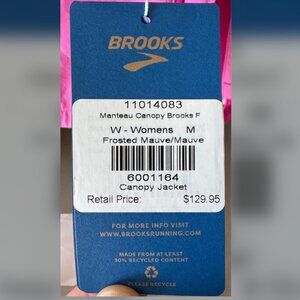 BROOKS
11014083
Manteau Canopy Brooks F
W - Womens M
Frosted Mauve/Mauve
6001164
Canopy Jacket
Retail Price: $129.95
FOR MORE INFO VISIT
WWW.BROOKSRUNNING.COM
MADE FROM AT LEAST
30% RECYCLED CONTENT
PLEASE RECYCLE